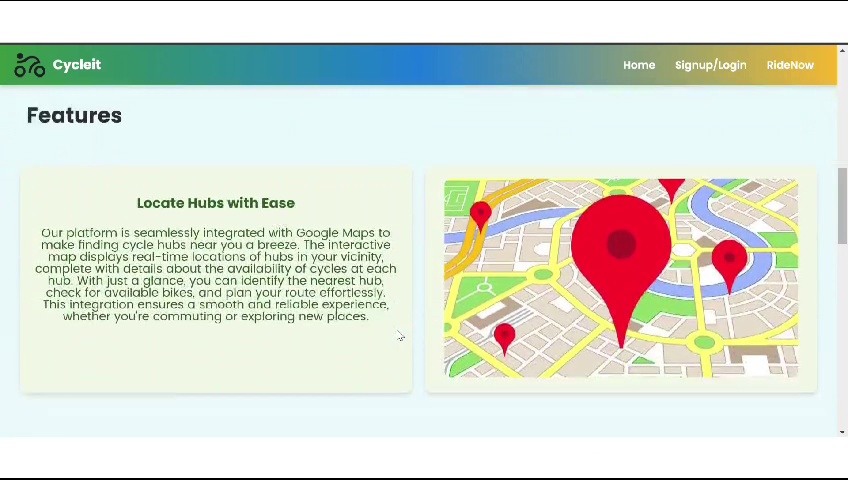 Cycleit
Home Signup/Login RideNow
Features
Locate Hubs with Ease
Our platform is seamlessly integrated with Google Maps to
make finding cycle hubs near you a breeze. The interactive
map displays real-time locations of hubs in your vicinity,
complete with details about the availability of cycles at each
hub. With just a glance, you can identify the nearest hub,
check for available bikes, and plan your route effortlessly.
This integration ensures a smooth and reliable experience,
whether you're commuting or exploring new places.